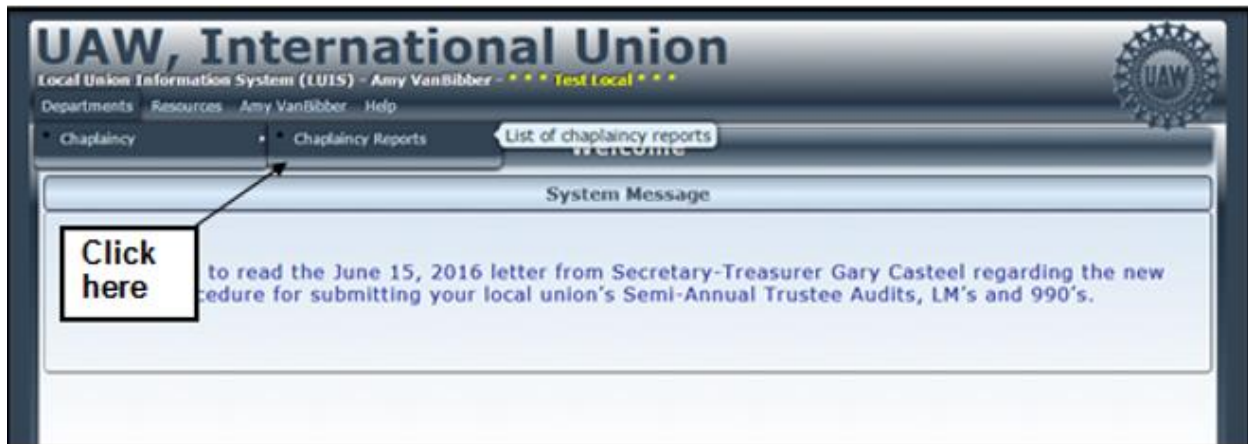 UAW, International Union
Local Union Information System (LUIS) - Amy VanBibber - * * * Test Local * * *
Departments Resources Amy VanBibber Help
Chaplaincy Chaplaincy Reports List of chaplaincy reports
Welcome
System Message
Click
here
to read the June 15, 2016 letter from Secretary-Treasurer Gary Casteel regarding the new
cedure for submitting your local union's Semi-Annual Trustee Audits, LM's and 990's.
UAW